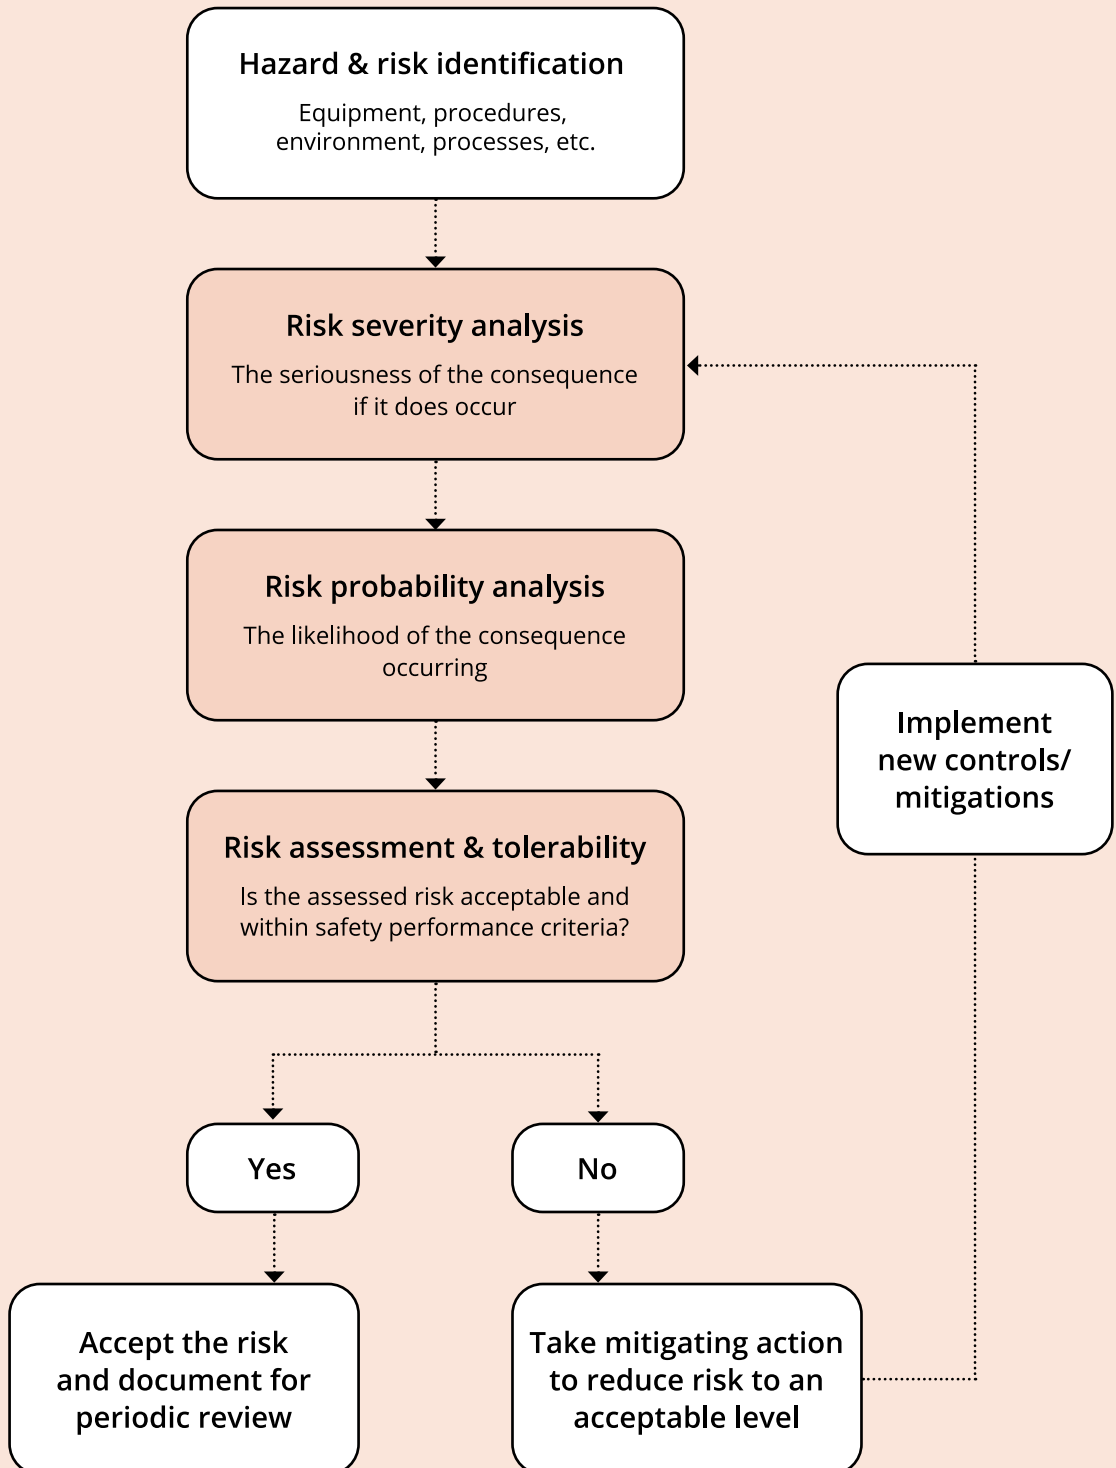 Hazard & risk identification
Equipment, procedures,
environment, processes, etc.
Risk severity analysis
The seriousness of the consequence
if it does occur
Risk probability analysis
The likelihood of the consequence
occurring
Implement
new controls/
mitigations
Risk assessment & tolerability
Is the assessed risk acceptable and
within safety performance criteria?
Yes
No
Accept the risk
and document for
periodic review
Take mitigating action
to reduce risk to an
acceptable level